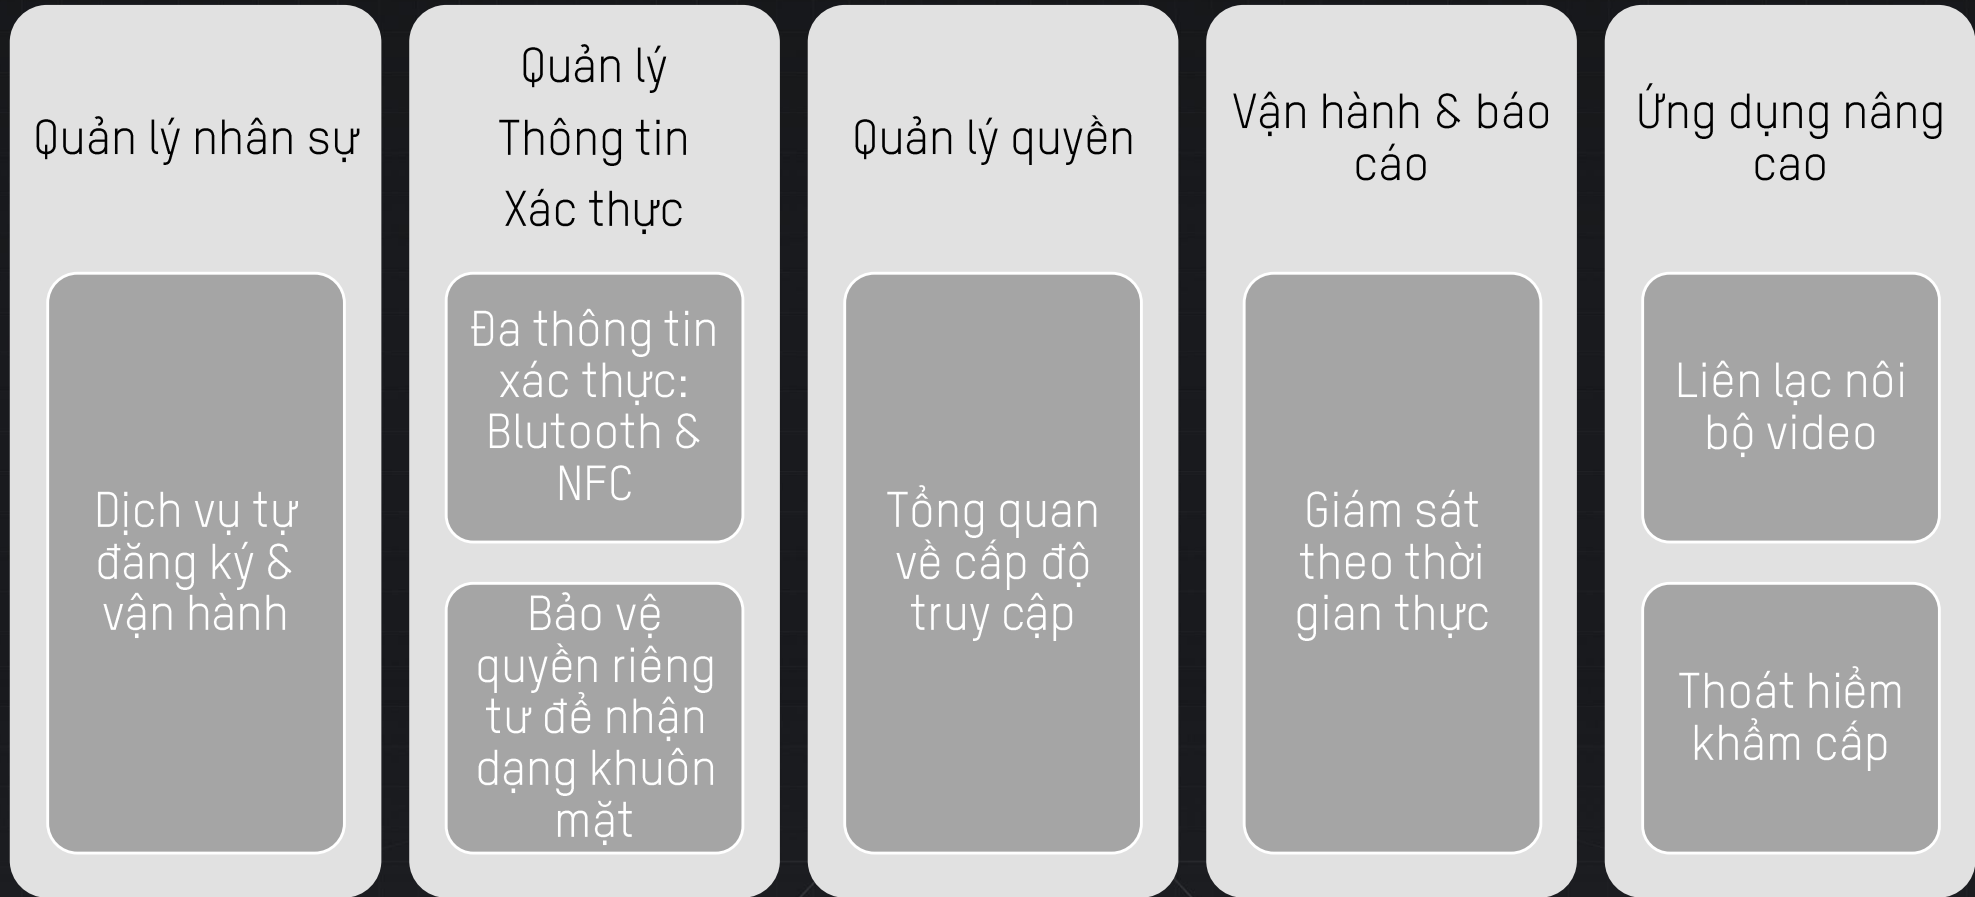 Quản lý nhân sự
Dịch vụ tự
đăng ký &
vận hành
Quản lý
Thông tin
Xác thực
Đa thông tin
xác thực:
Blutooth &
NFC
Bảo vệ
quyền riêng
tư để nhận
dạng khuôn
mặt
Quản lý quyền
Tổng quan
về cấp độ
truy cập
Vận hành & báo
cáo
Giám sát
theo thời
gian thực
Ứng dụng nâng
cao
Liên lạc nôi
bộ video
Thoát hiểm
khẩm cấp